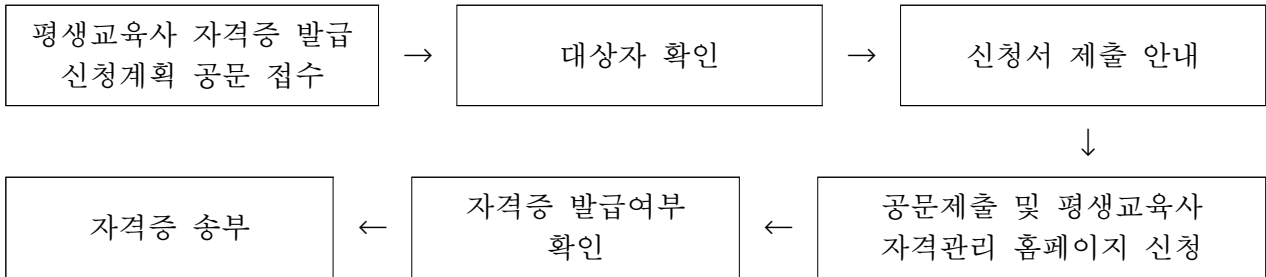 평생교육사 자격증 발급
신청계획 공문 접수
→
대상자 확인
→
신청서 제출 안내
↓
공문제출 및 평생교육사
자격관리 홈페이지 신청
←
자격증 발급여부
확인
←
자격증 송부